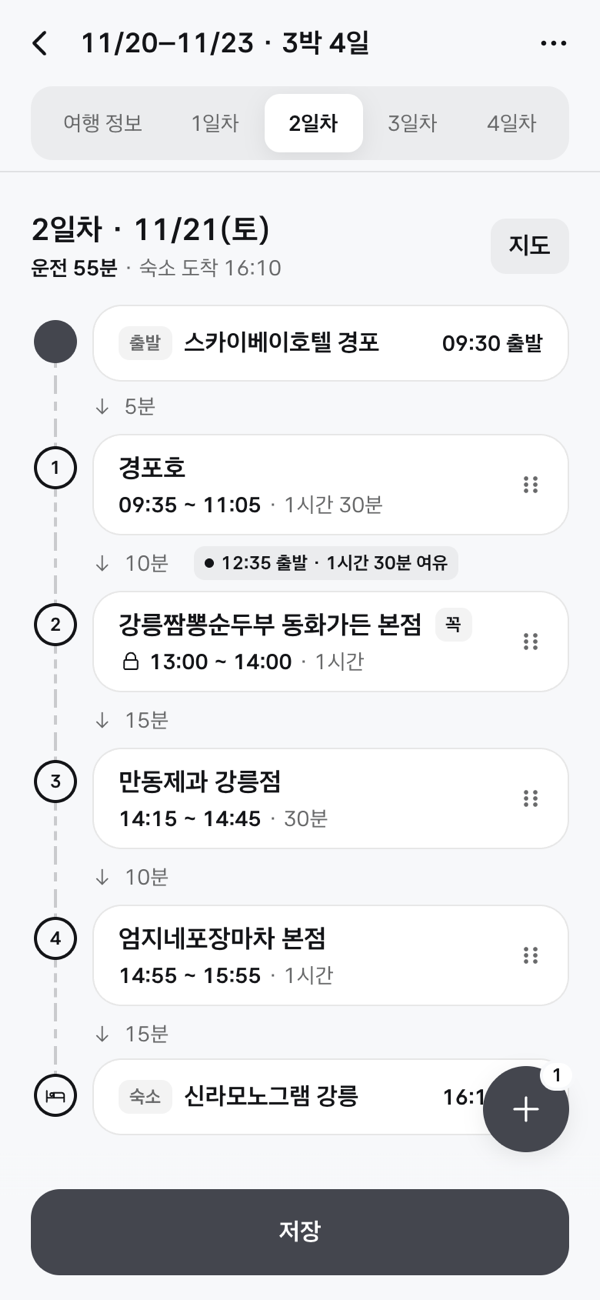 11/20–11/23 · 3박 4일
여행 정보 1일차 2일차 3일차 4일차
2일차 · 11/21(토)
운전 55분 · 숙소 도착 16:10
지도
출발 스카이베이호텔 경포 09:30 출발
↓ 5분
1 경포호
09:35 ~ 11:05 · 1시간 30분
↓ 10분 • 12:35 출발 · 1시간 30분 여유
2 강릉짬뽕순두부 동화가든 본점 꼭
13:00 ~ 14:00 · 1시간
↓ 15분
3 만동제과 강릉점
14:15 ~ 14:45 · 30분
↓ 10분
4 엄지네포장마차 본점
14:55 ~ 15:55 · 1시간
↓ 15분
숙소 신라모노그램 강릉 16:1
1
+
저장